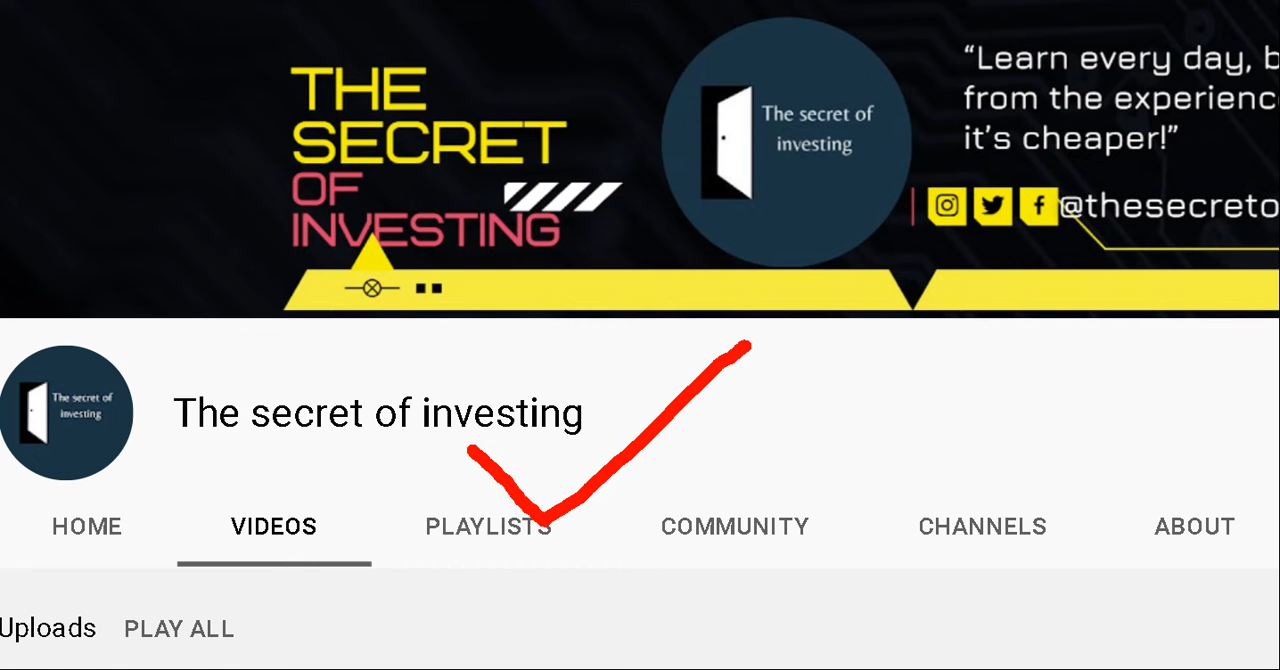 THE
SECRET
OF
INVESTING
The secret of
investing
“Learn every day, b
from the experienc
it’s cheaper!”
@thesecreto
The secret of
investing
The secret of investing
HOME VIDEOS PLAYLISTS COMMUNITY CHANNELS ABOUT
Uploads PLAY ALL